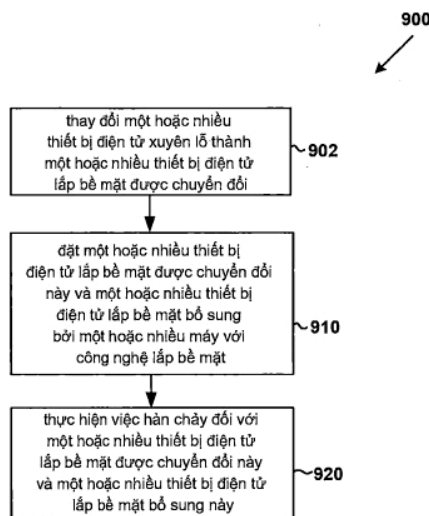 900
thay đổi một hoặc nhiều
thiết bị điện tử xuyên lỗ thành
một hoặc nhiều thiết bị điện tử
lắp bề mặt được chuyển đổi
902
đặt một hoặc nhiều thiết bị
điện tử lắp bề mặt được chuyển đổi
này và một hoặc nhiều thiết bị
điện tử lắp bề mặt bổ sung
bởi một hoặc nhiều máy với
công nghệ lắp bề mặt
910
thực hiện việc hàn chảy đối với
một hoặc nhiều thiết bị điện tử
lắp bề mặt được chuyển đổi này
và một hoặc nhiều thiết bị điện tử
lắp bề mặt bổ sung này
920